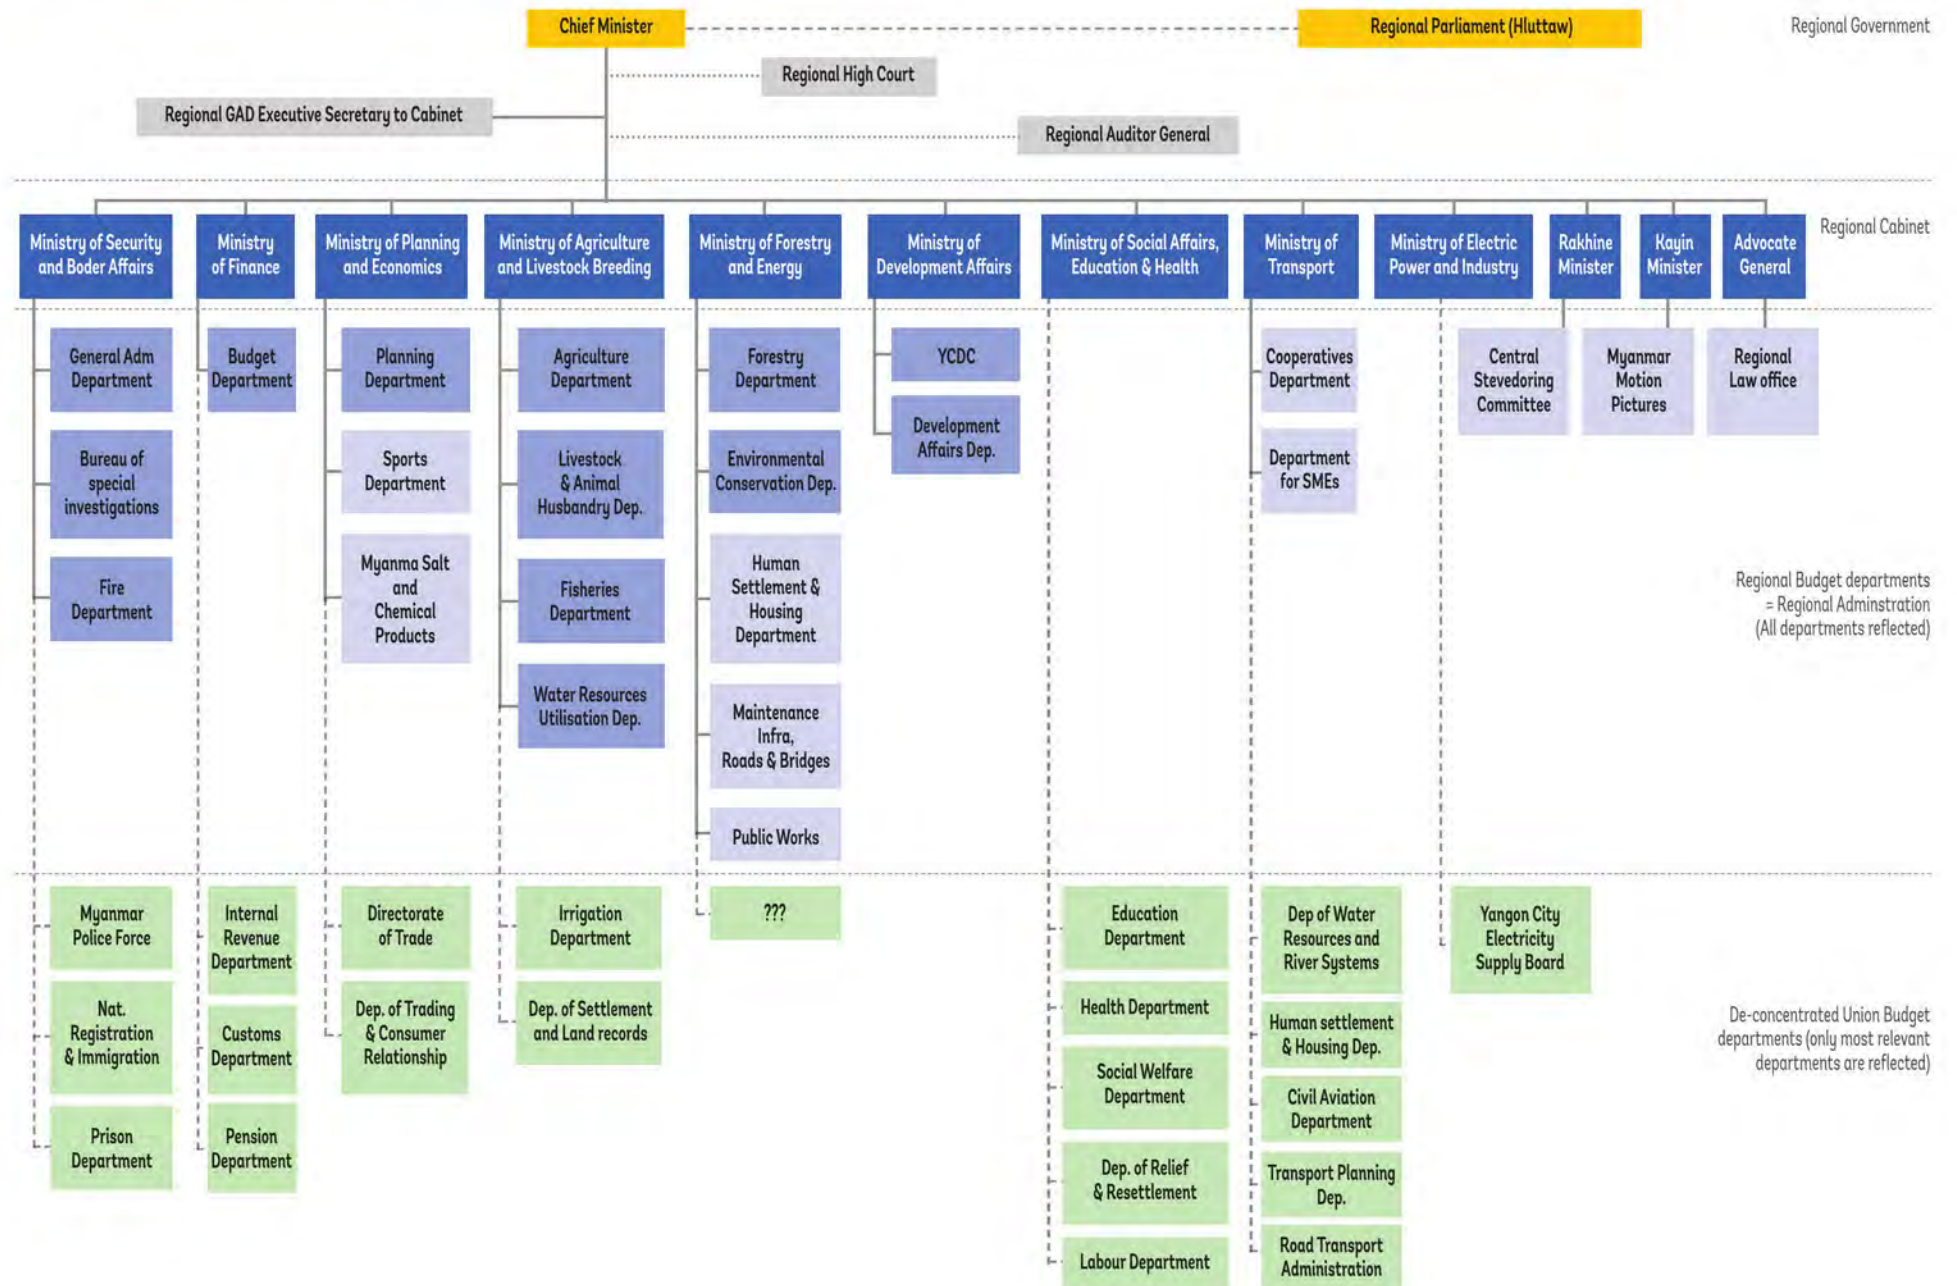 Chief Minister
Regional Parliament (Hluttaw)
Regional Government
Regional High Court
Regional GAD Executive Secretary to Cabinet
Regional Auditor General
Ministry of Security
and Boder Affairs
Ministry
of Finance
Ministry of Planning
and Economics
Ministry of Agriculture
and Livestock Breeding
Ministry of Forestry
and Energy
Ministry of
Development Affairs
Ministry of Social Affairs,
Education & Health
Ministry of
Transport
Ministry of Electric
Power and Industry
Rakhine
Minister
Kayin
Minister
Advocate
General
Regional Cabinet
General Adm
Department
Bureau of
special
investigations
Fire
Department
Budget
Department
Planning
Department
Sports
Department
Myanma Salt
and
Chemical
Products
Agriculture
Department
Livestock
& Animal
Husbandry Dep.
Fisheries
Department
Water Resources
Utilisation Dep.
Forestry
Department
Environmental
Conservation Dep.
Human
Settlement &
Housing
Department
Maintenance
Infra,
Roads & Bridges
Public Works
YCDC
Development
Affairs Dep.
Cooperatives
Department
Department
for SMEs
Central
Stevedoring
Committee
Myanmar
Motion
Pictures
Regional
Law office
Regional Budget departments
= Regional Adminstration
(All departments reflected)
Myanmar
Police Force
Nat.
Registration
& Immigration
Prison
Department
Internal
Revenue
Department
Customs
Department
Pension
Department
Directorate
of Trade
Dep. of Trading
& Consumer
Relationship
Irrigation
Department
Dep. of Settlement
and Land records
???
Education
Department
Health Department
Social Welfare
Department
Dep. of Relief
& Resettlement
Labour Department
Dep of Water
Resources and
River Systems
Human settlement
& Housing Dep.
Civil Aviation
Department
Transport Planning
Dep.
Road Transport
Administration
Yangon City
Electricity
Supply Board
De-concentrated Union Budget
departments (only most relevant
departments are reflected)